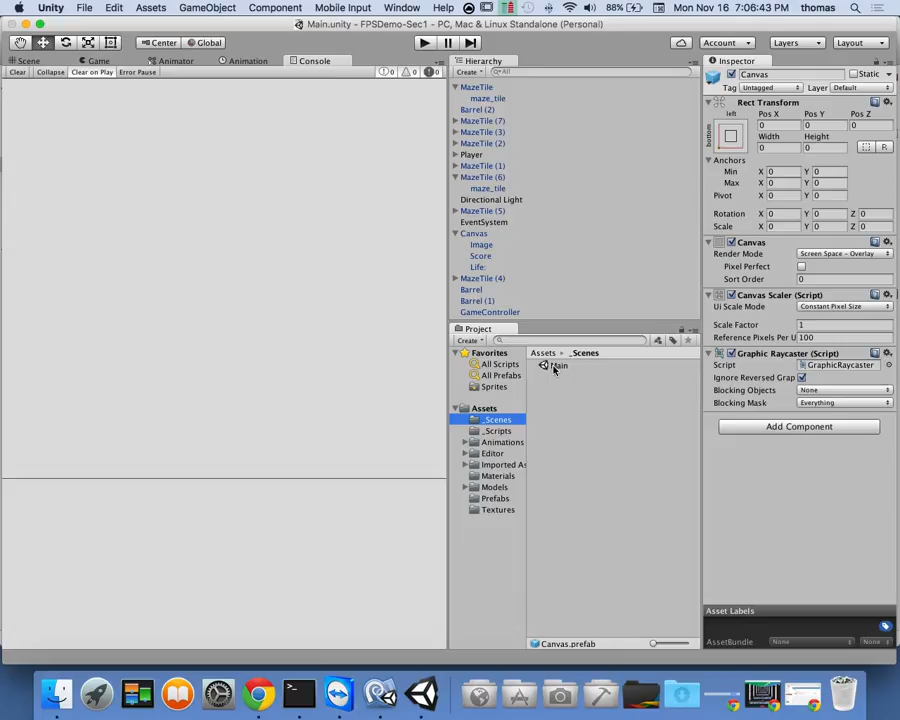 Unity File Edit Assets GameObject Component Mobile Input Window Help 88% Mon Nov 16 7:06:43 PM thomas
Main.unity - FPSDemo-Sec1 - PC, Mac & Linux Standalone (Personal)
Center Global Account Layers Layout
Scene Game Animator Animation Console
Clear Collapse Clear on Play Error Pause 0 0 0
Hierarchy
Create All
MazeTile
maze_tile
Barrel (2)
MazeTile (7)
MazeTile (3)
MazeTile (2)
Player
MazeTile (1)
MazeTile (6)
maze_tile
Directional Light
MazeTile (5)
EventSystem
Canvas
Image
Score
Life:
MazeTile (4)
Barrel
Barrel (1)
GameController
Project
Create
Favorites
All Scripts
All Prefabs
Sprites
Assets
_Scenes
_Scripts
Animations
Editor
Imported As
Materials
Models
Prefabs
Textures
Assets _Scenes
Main
Canvas.prefab
Inspector
Canvas Static
Tag Untagged Layer Default
Rect Transform
left Pos X Pos Y Pos Z
bottom 0 0 0
Width Height
0 0 R
Anchors
Min X 0 Y 0
Max X 0 Y 0
Pivot X 0 Y 0
Rotation X 0 Y 0 Z 0
Scale X 0 Y 0 Z 0
Canvas
Render Mode Screen Space - Overlay
Pixel Perfect
Sort Order 0
Canvas Scaler (Script)
Ui Scale Mode Constant Pixel Size
Scale Factor 1
Reference Pixels Per U 100
Graphic Raycaster (Script)
Script GraphicRaycaster
Ignore Reversed Grap
Blocking Objects None
Blocking Mask Everything
Add Component
Asset Labels
AssetBundle None None